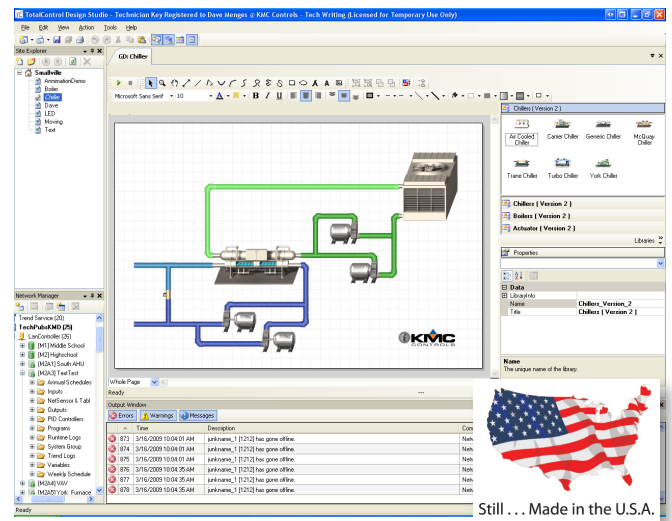 TotalControl Design Studio - Technician Key Registered to Dave Menges @ KMC Controls - Tech Writing (Licensed for Temporary Use Only)
File Edit View Action Tools Help
Site Explorer
Smallville
AnnimationDemo
Boiler
Chiller
Dave
LED
Moving
Text
GD: Chiller
Microsoft Sans Serif 10
KMC
CONTROLS
Whole Page
Ready
Chillers ( Version 2 )
Air Cooled Chiller
Carrier Chiller
Generic Chiller
McQuay Chiller
Trane Chiller
Turbo Chiller
York Chiller
Chillers ( Version 2 )
Boilers ( Version 2 )
Actuator ( Version 2 )
Libraries
Properties
Data
LibraryInfo
Name Chillers_Version_2
Title Chillers ( Version 2 )
Name
The unique name of the library.
Network Manager
Trend Service (20)
TechPubsKMD (25)
LanController (26)
[M1] Middle School
[M2] Highschool
[M2A1] South AHU
[M2A3] TextTest
Annual Schedules
Inputs
NetSensor & Tabl
Outputs
PID Controllers
Programs
Runtime Logs
System Group
Trend Logs
Variables
Weekly Schedule
[M2A4] VAV
[M2A5] York Furnace
Ready
Output Window
Errors Warnings Messages
Time Description
873 3/16/2009 10:04:01 AM junkname_1 [1212] has gone offline.
874 3/16/2009 10:04:01 AM junkname_1 [1212] has gone offline.
875 3/16/2009 10:04:01 AM junkname_1 [1212] has gone offline.
876 3/16/2009 10:04:35 AM junkname_1 [1212] has gone offline.
877 3/16/2009 10:04:35 AM junkname_1 [1212] has gone offline.
878 3/16/2009 10:04:35 AM junkname_1 [1212] has gone offline.
Still . . . Made in the U.S.A.